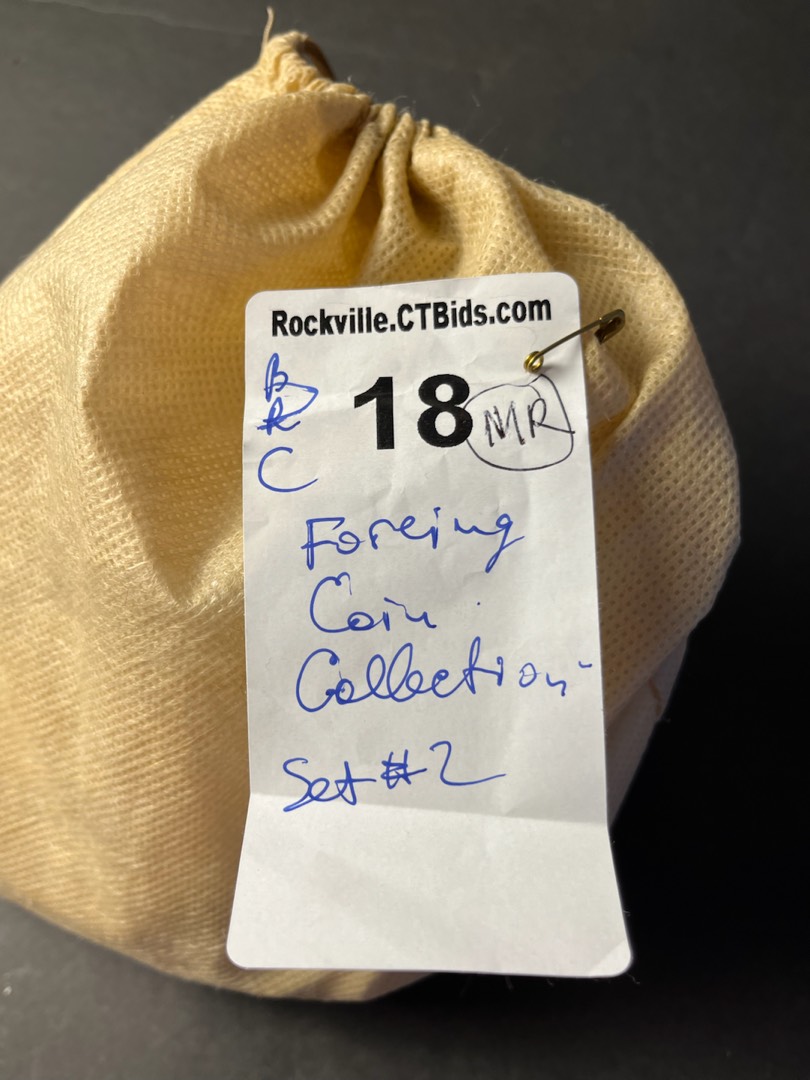 Rockville.CTBids.com
B
R
C
18 MR
Foreing
Coin
Collection
Set #2